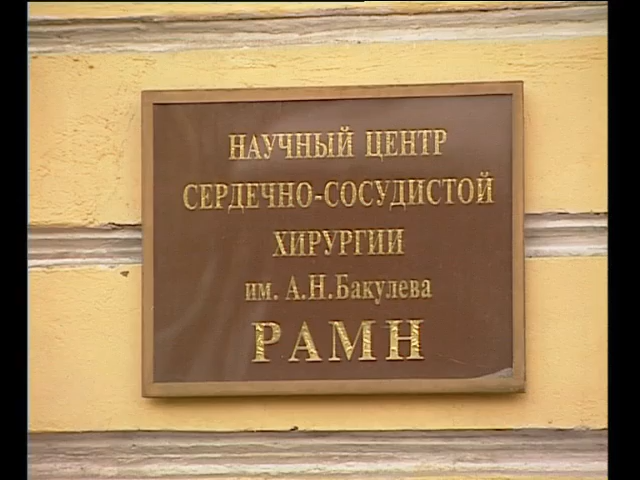 НАУЧНЫЙ ЦЕНТР
СЕРДЕЧНО-СОСУДИСТОЙ
ХИРУРГИИ
им. А.Н.Бакулева
РАМН